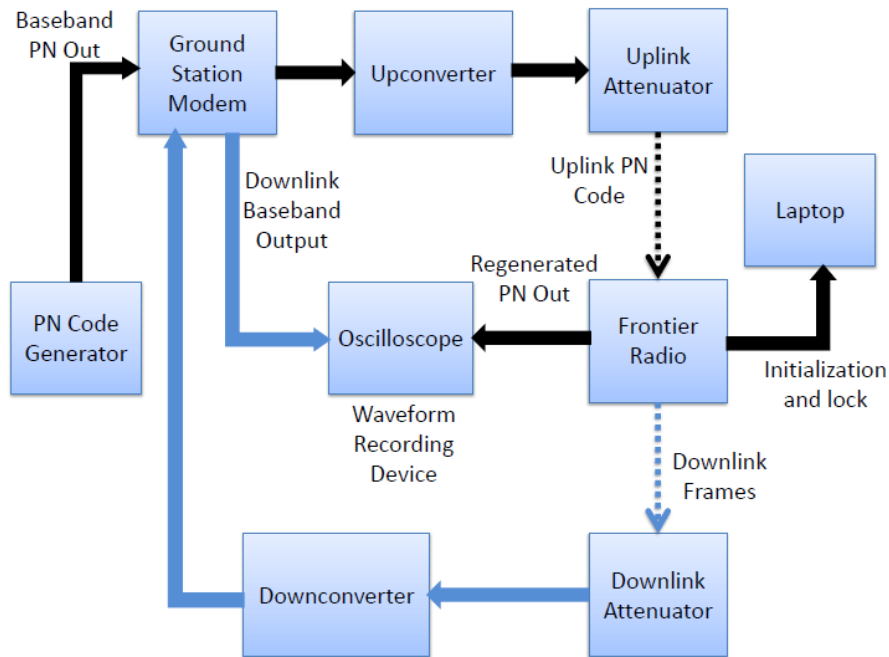 Baseband
PN Out
Ground
Station
Modem
Upconverter
Uplink
Attenuator
Downlink
Baseband
Output
Uplink PN
Code
Laptop
Regenerated
PN Out
PN Code
Generator
Oscilloscope
Frontier
Radio
Initialization
and lock
Waveform
Recording
Device
Downlink
Frames
Downconverter
Downlink
Attenuator